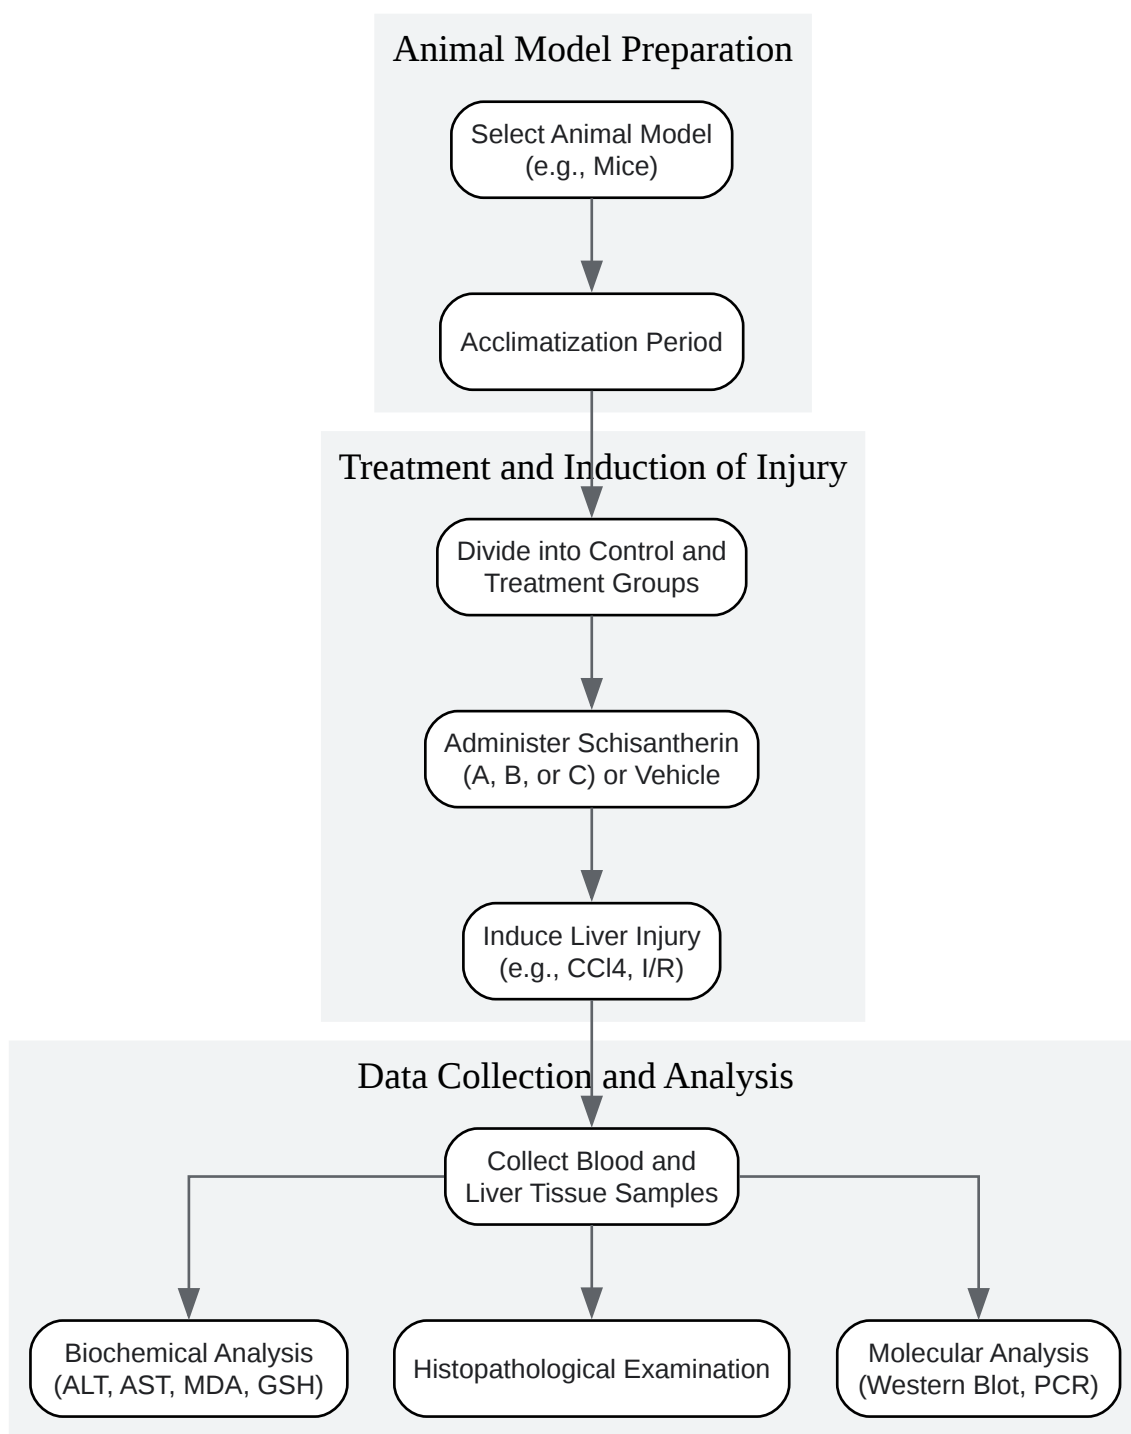 Animal Model Preparation
Select Animal Model
(e.g., Mice)
Acclimatization Period
Treatment and Induction of Injury
Divide into Control and
Treatment Groups
Administer Schisantherin
(A, B, or C) or Vehicle
Induce Liver Injury
(e.g., CCl4, I/R)
Data Collection and Analysis
Collect Blood and
Liver Tissue Samples
Biochemical Analysis
(ALT, AST, MDA, GSH)
Histopathological Examination
Molecular Analysis
(Western Blot, PCR)